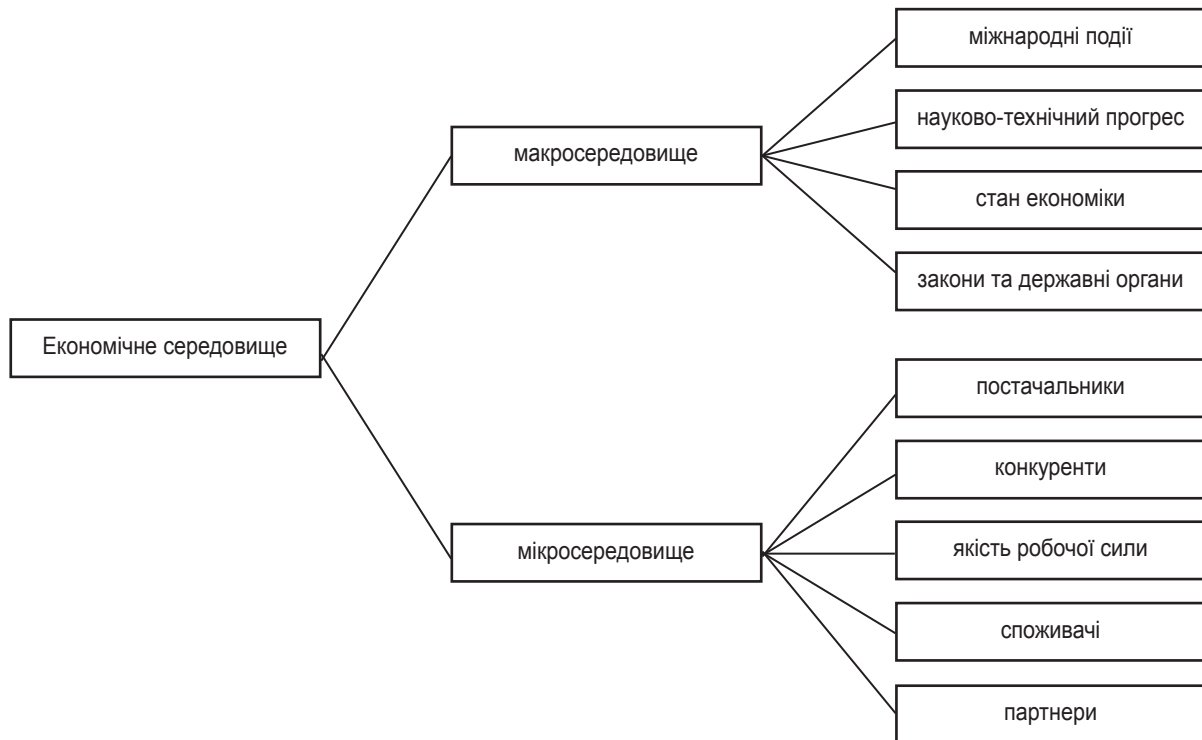 міжнародні події
науково-технічний прогрес
макросередовище
стан економіки
закони та державні органи
Економічне середовище
постачальники
конкуренти
мікросередовище
якість робочої сили
споживачі
партнери